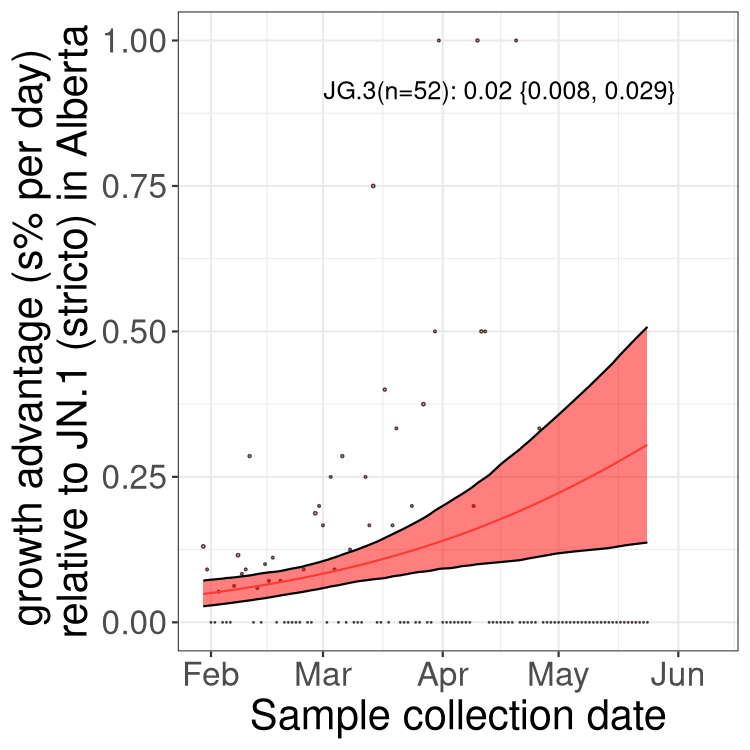 growth advantage (s% per day)
relative to JN.1 (stricto) in Alberta
1.00
0.75
0.50
0.25
0.00
JG.3(n=52): 0.02 {0.008, 0.029}
Feb Mar Apr May Jun
Sample collection date